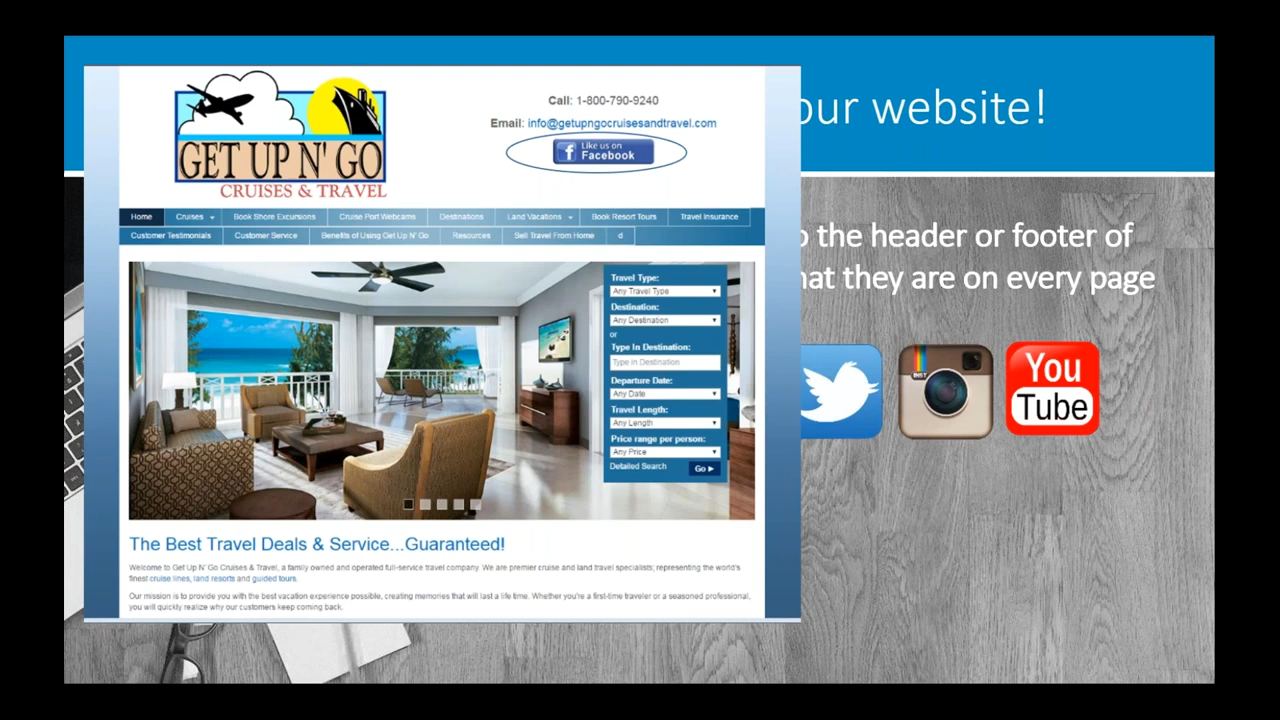 our website!
the header or footer of
hat they are on every page
You
Tube
GET UP N' GO
CRUISES & TRAVEL
Call: 1-800-790-9240
Email: info@getupngocruisesandtravel.com
Like us on
Facebook
Home Cruises Book Shore Excursions Cruise Port Webcams Destinations Land Vacations Book Resort Tours Travel Insurance
Customer Testimonials Customer Service Benefits of Using Get Up N' Go Resources Sell Travel From Home d
Travel Type:
Any Travel Type
Destination:
Any Destination
or
Type In Destination:
Type in Destination
Departure Date:
Any Date
Travel Length:
Any Length
Price range per person:
Any Price
Detailed Search Go
The Best Travel Deals & Service...Guaranteed!
Welcome to Get Up N' Go Cruises & Travel, a family owned and operated full-service travel company. We are premier cruise and land travel specialists; representing the world's
finest cruise lines, land resorts and guided tours.
Our mission is to provide you with the best vacation experience possible, creating memories that will last a life time. Whether you're a first-time traveler or a seasoned professional,
you will quickly realize why our customers keep coming back.